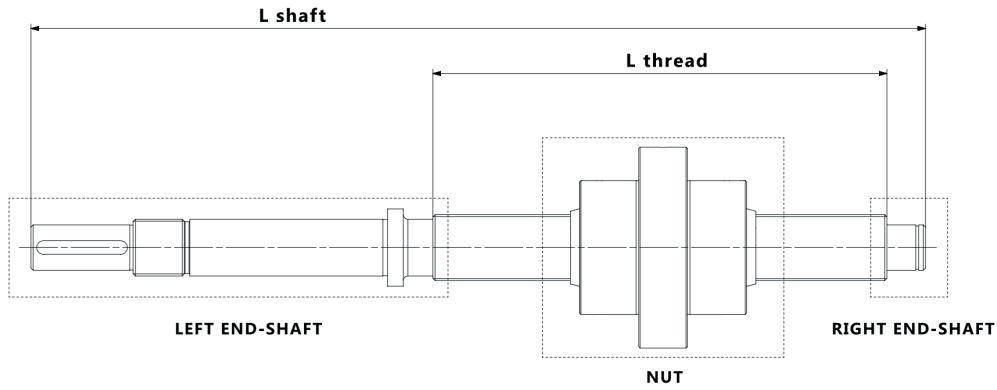 L shaft
L thread
LEFT END-SHAFT
RIGHT END-SHAFT
NUT